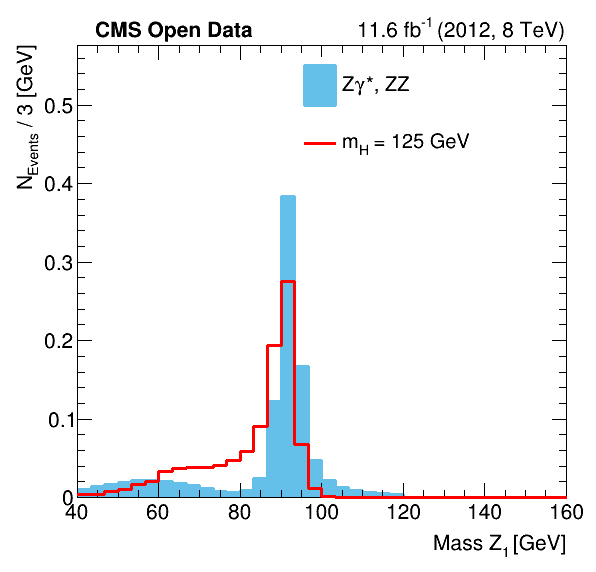 CMS Open Data 11.6 fb⁻¹ (2012, 8 TeV)
N_Events / 3 [GeV]
Zγ*, ZZ
m_H = 125 GeV
0.5
0.4
0.3
0.2
0.1
0
40 60 80 100 120 140 160
Mass Z₁ [GeV]